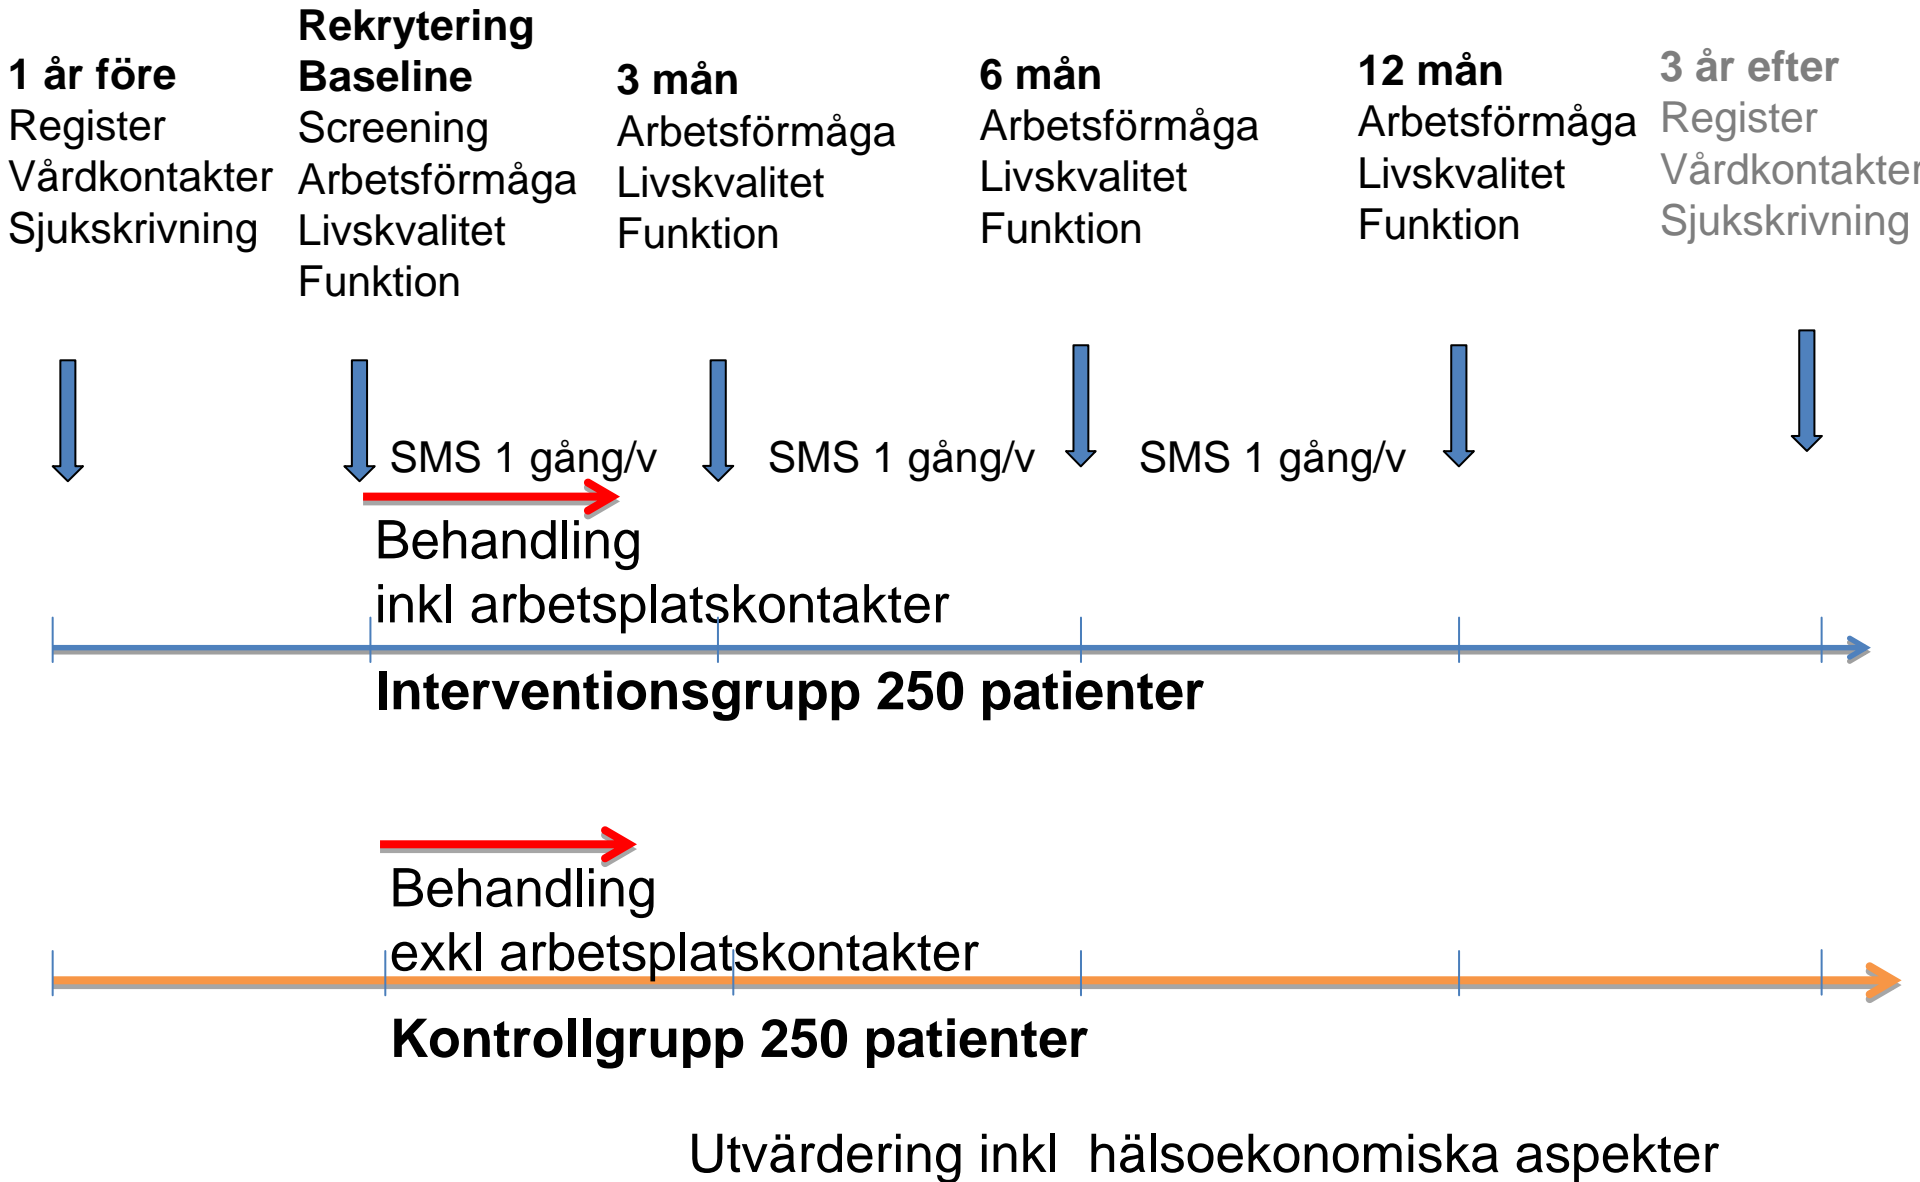 1 år före
Register
Vårdkontakter
Sjukskrivning
Rekrytering
Baseline
Screening
Arbetsförmåga
Livskvalitet
Funktion
3 mån
Arbetsförmåga
Livskvalitet
Funktion
6 mån
Arbetsförmåga
Livskvalitet
Funktion
12 mån
Arbetsförmåga
Livskvalitet
Funktion
3 år efter
Register
Vårdkontakter
Sjukskrivning
SMS 1 gång/v
SMS 1 gång/v
SMS 1 gång/v
Behandling
inkl arbetsplatskontakter
Interventionsgrupp 250 patienter
Behandling
exkl arbetsplatskontakter
Kontrollgrupp 250 patienter
Utvärdering inkl  hälsoekonomiska aspekter